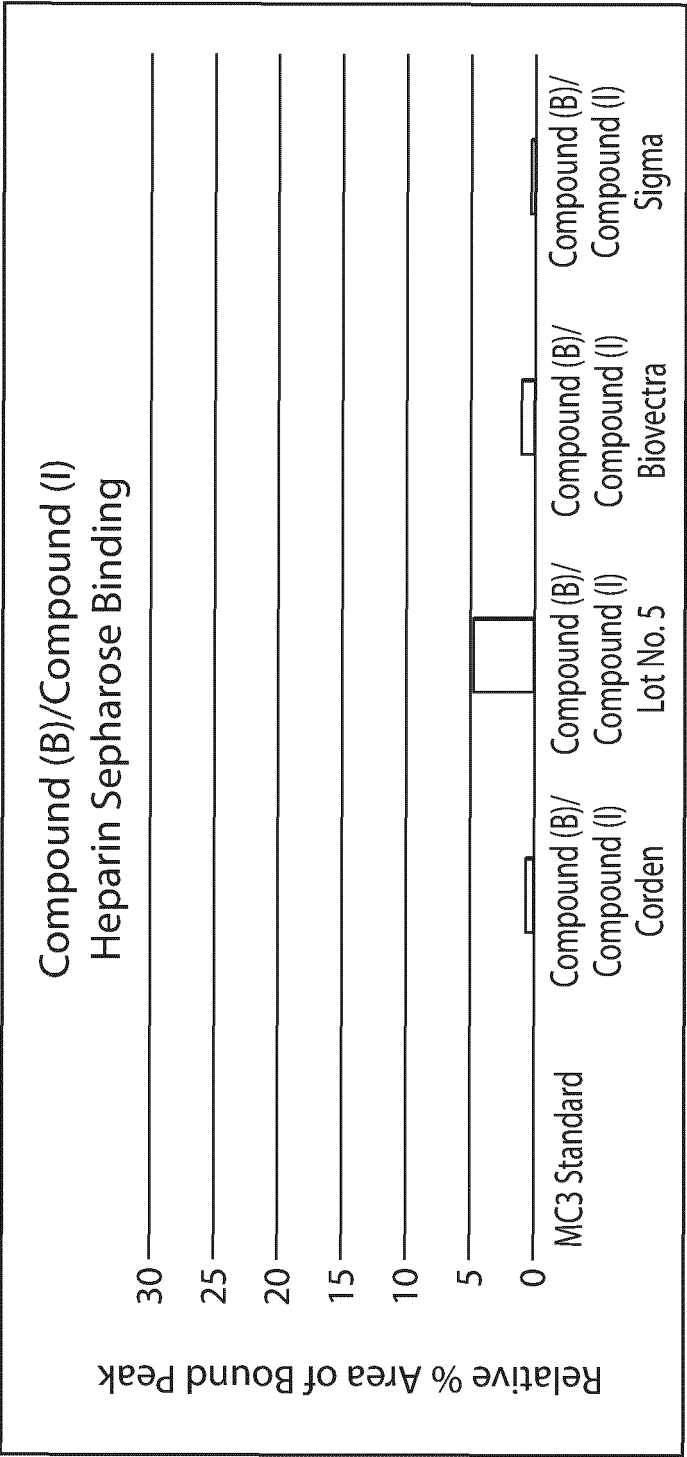 Compound (B)/Compound (I)
Heparin Sepharose Binding
Relative % Area of Bound Peak
30
25
20
15
10
5
0
MC3 Standard
Compound (B)/
Compound (I)
Corden
Compound (B)/
Compound (I)
Lot No. 5
Compound (B)/
Compound (I)
Biovectra
Compound (B)/
Compound (I)
Sigma